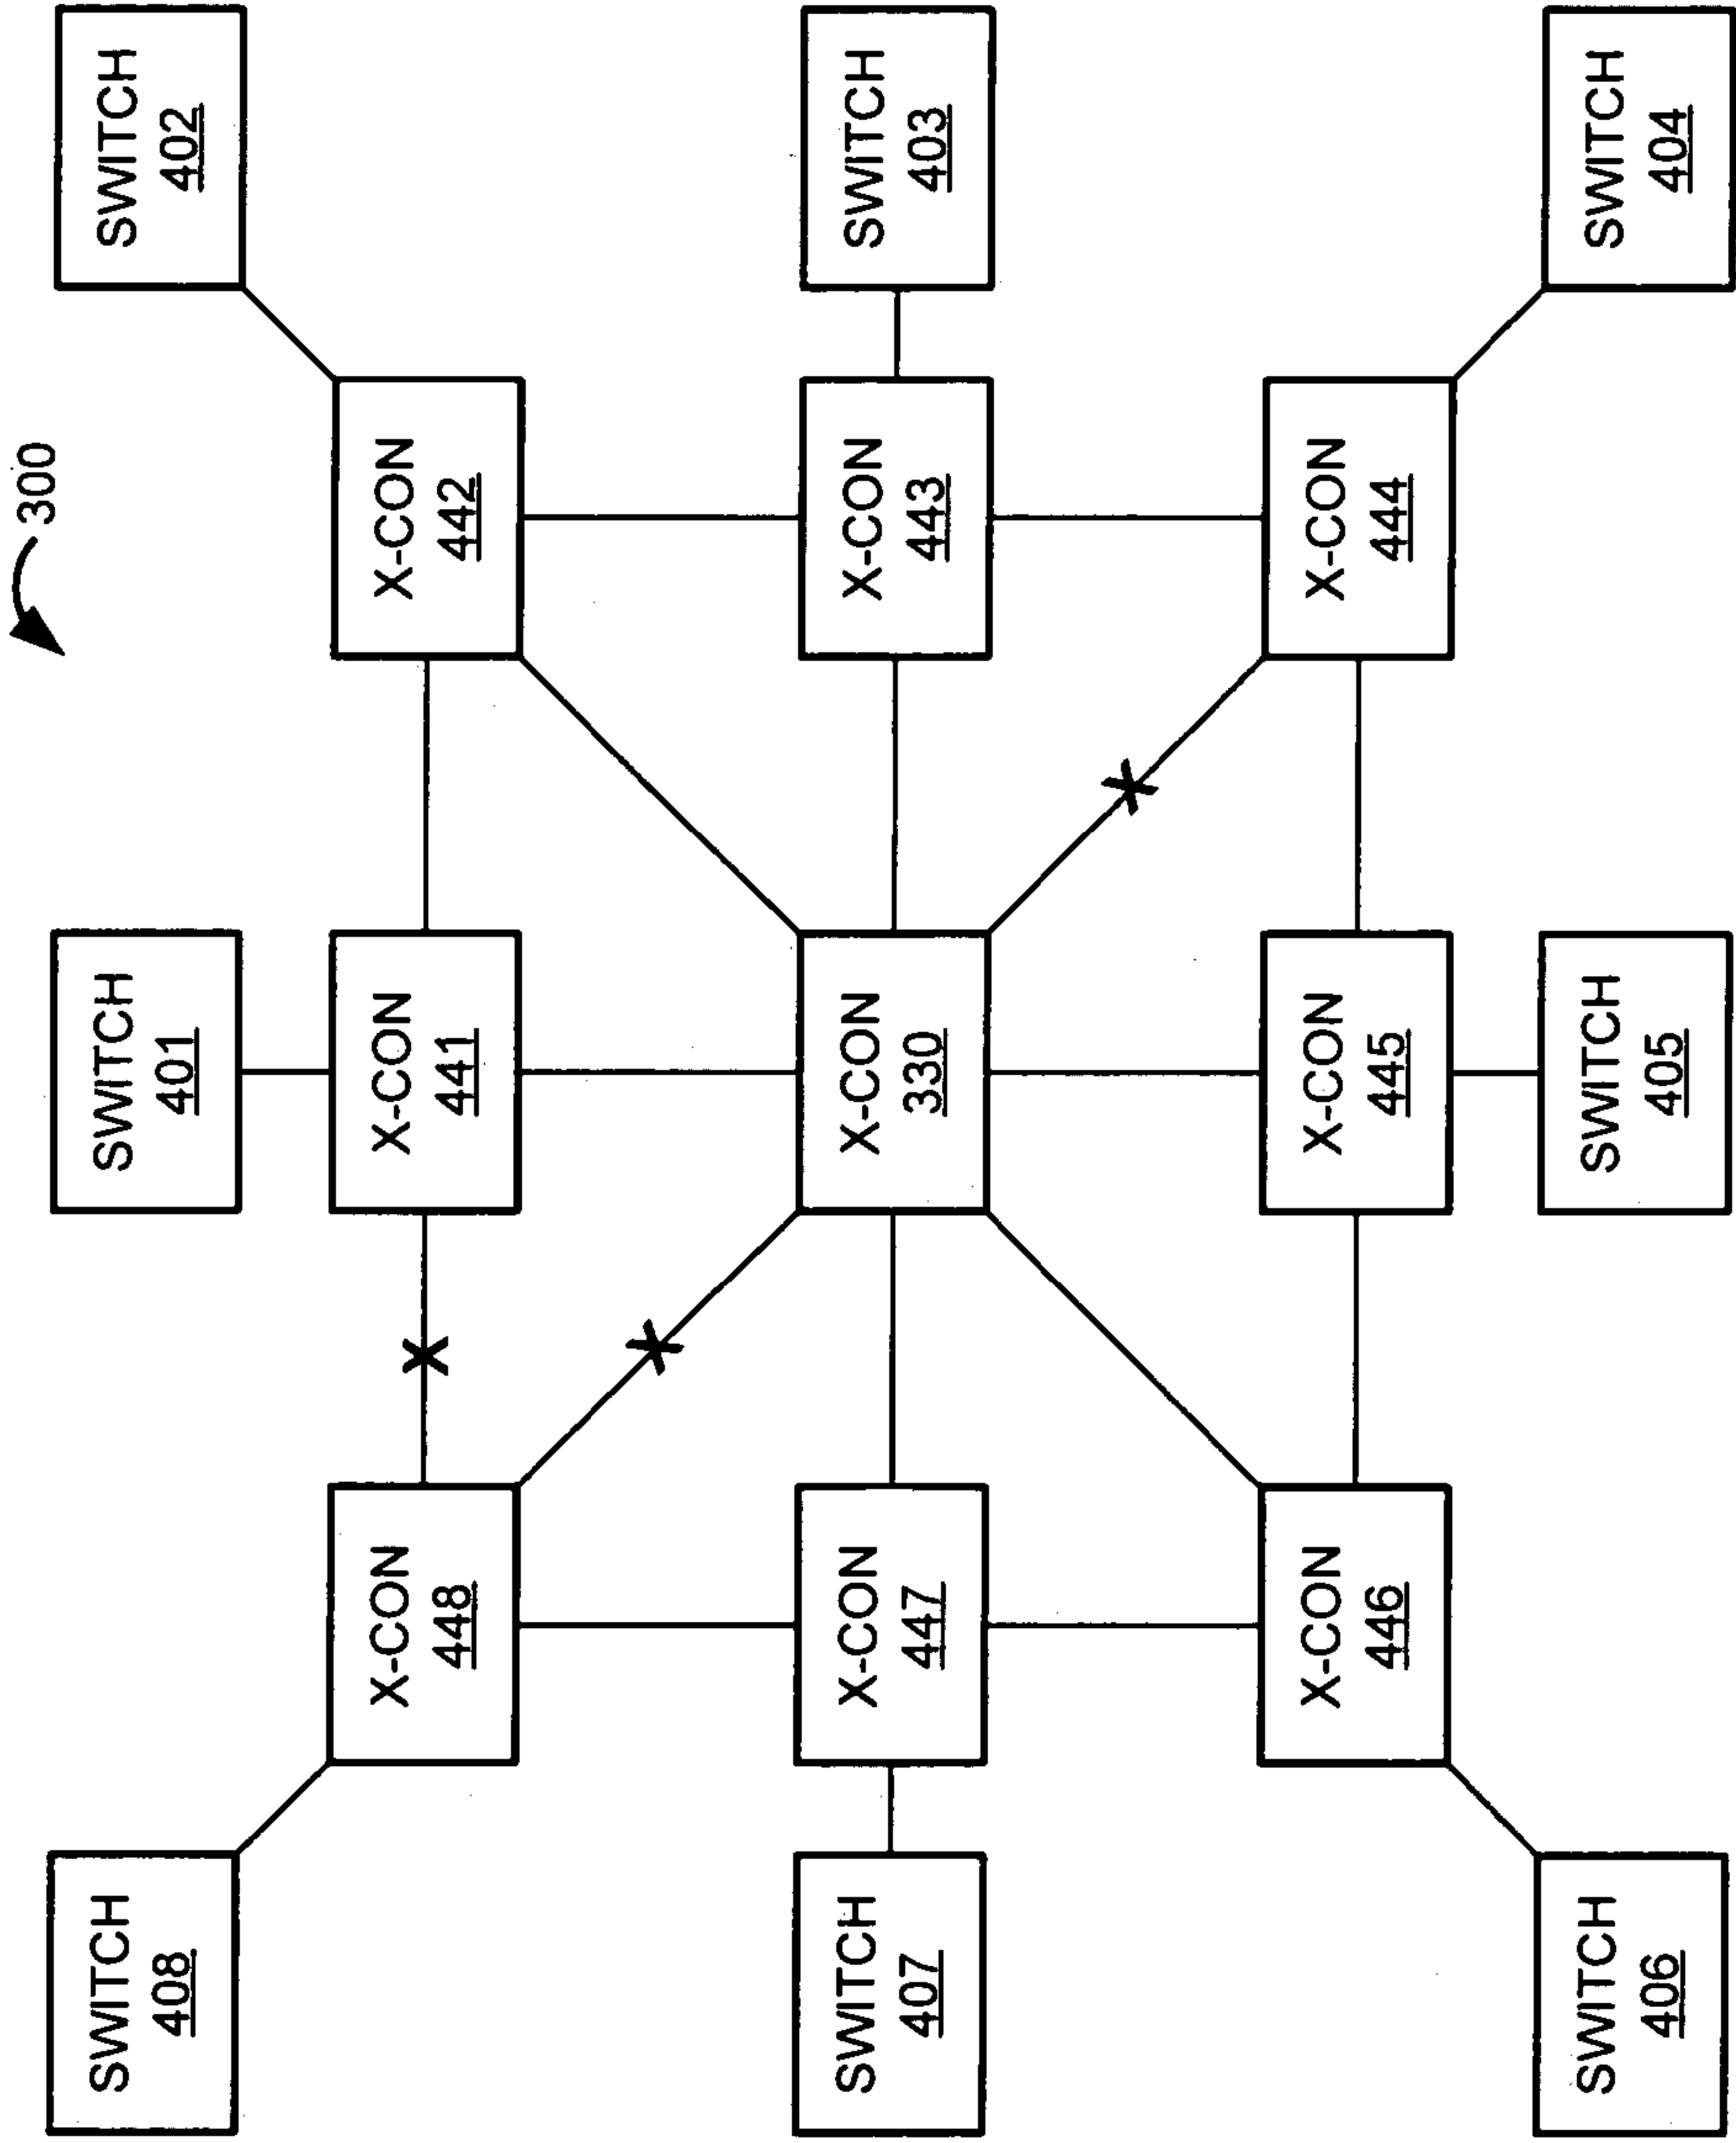 300
SWITCH
408
SWITCH
401
SWITCH
402
X-CON
448
X-CON
441
X-CON
442
SWITCH
407
X-CON
447
X-CON
330
X-CON
443
SWITCH
403
X-CON
446
X-CON
445
X-CON
444
SWITCH
406
SWITCH
405
SWITCH
404